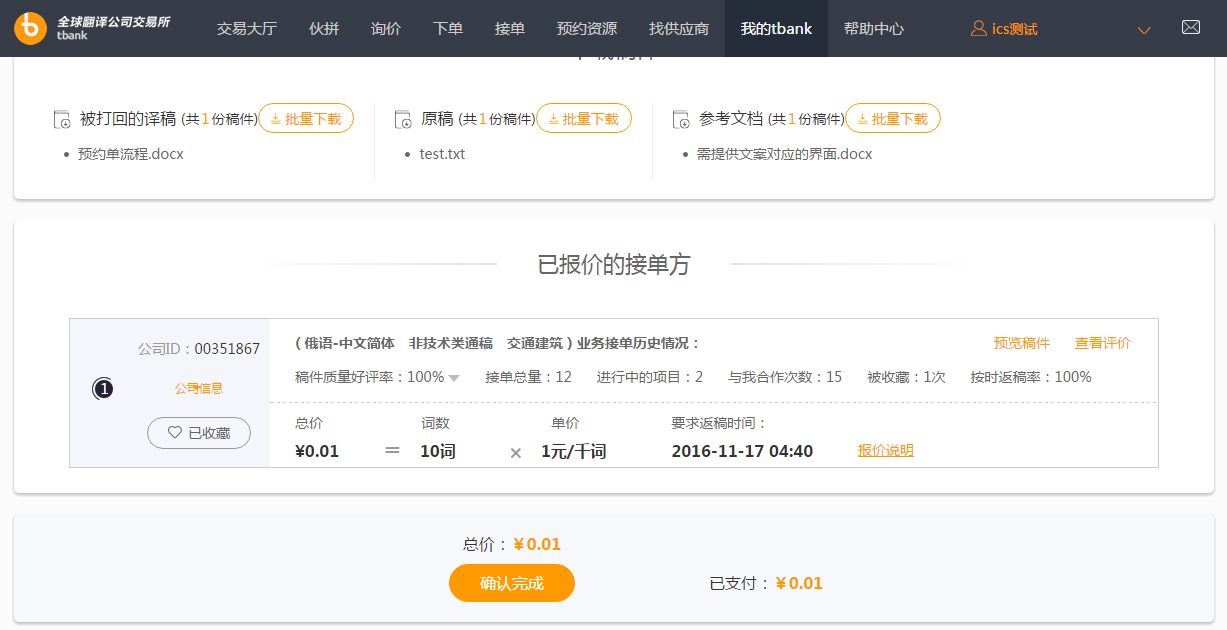 全球翻译公司交易所
tbank
交易大厅 伙拼 询价 下单 接单 预约资源 找供应商 我的tbank 帮助中心 ics测试
被打回的译稿 (共1份稿件) 批量下载 原稿 (共1份稿件) 批量下载 参考文档 (共1份稿件) 批量下载
预约单流程.docx test.txt 需提供文案对应的界面.docx
已报价的接单方
公司ID：00351867
1
公司信息
已收藏
( 俄语-中文简体 非技术类通稿 交通建筑 ) 业务接单历史情况： 预览稿件 查看评价
稿件质量好评率：100% 接单总量：12 进行中的项目：2 与我合作次数：15 被收藏：1次 按时返稿率：100%
总价 词数 单价 要求返稿时间：
¥0.01 = 10词 × 1元/千词 2016-11-17 04:40 报价说明
总价：¥0.01
确认完成 已支付：¥0.01